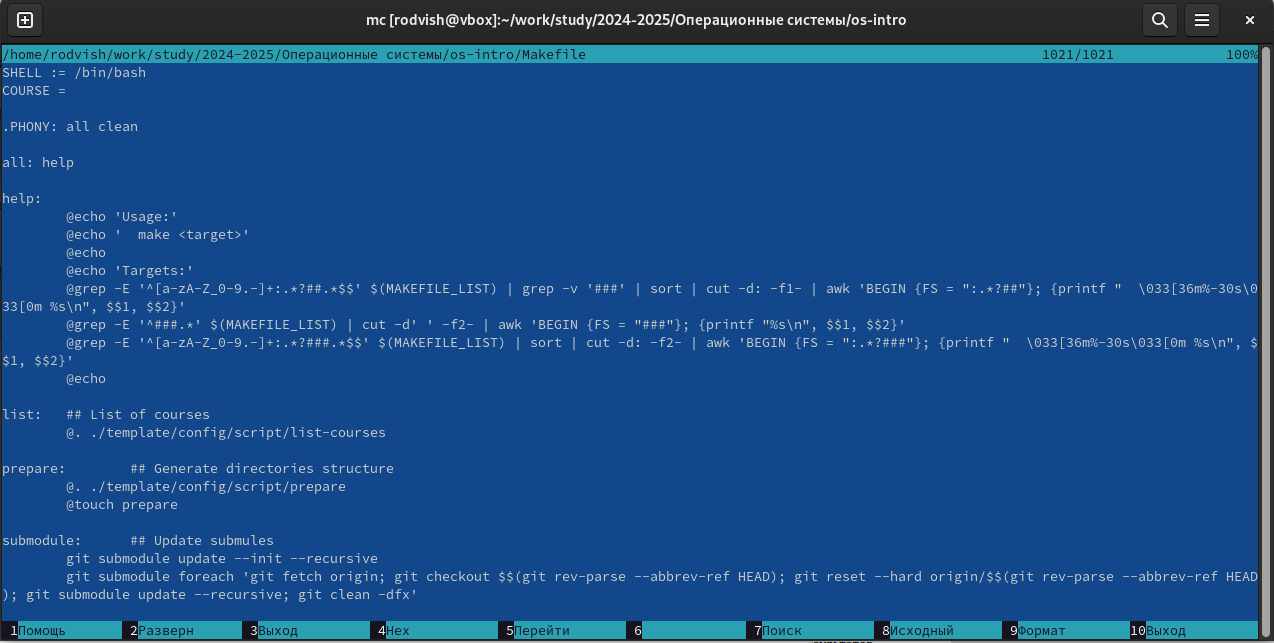 mc [rodvish@vbox]:~/work/study/2024-2025/Операционные системы/os-intro
/home/rodvish/work/study/2024-2025/Операционные системы/os-intro/Makefile 1021/1021 100%
SHELL := /bin/bash
COURSE =
.PHONY: all clean
all: help
help:
@echo 'Usage:'
@echo '  make <target>'
@echo
@echo 'Targets:'
@grep -E '^[a-zA-Z_0-9.-]+:.*?##.*$$' $(MAKEFILE_LIST) | grep -v '###' | sort | cut -d: -f1- | awk 'BEGIN {FS = ":.*?##"}; {printf "  \033[36m%-30s\0
33[0m %s\n", $$1, $$2}'
@grep -E '^###.*' $(MAKEFILE_LIST) | cut -d' ' -f2- | awk 'BEGIN {FS = "###"}; {printf "%s\n", $$1, $$2}'
@grep -E '^[a-zA-Z_0-9.-]+:.*?###.*$$' $(MAKEFILE_LIST) | sort | cut -d: -f2- | awk 'BEGIN {FS = ":.*?###"}; {printf "  \033[36m%-30s\033[0m %s\n", $
$1, $$2}'
@echo
list:   ## List of courses
@. ./template/config/script/list-courses
prepare:        ## Generate directories structure
@. ./template/config/script/prepare
@touch prepare
submodule:      ## Update submules
git submodule update --init --recursive
git submodule foreach 'git fetch origin; git checkout $$(git rev-parse --abbrev-ref HEAD); git reset --hard origin/$$(git rev-parse --abbrev-ref HEAD
); git submodule update --recursive; git clean -dfx'
1Помощь 2Разверн 3Выход 4Hex 5Перейти 6 7Поиск 8Исходный 9Формат 10Выход